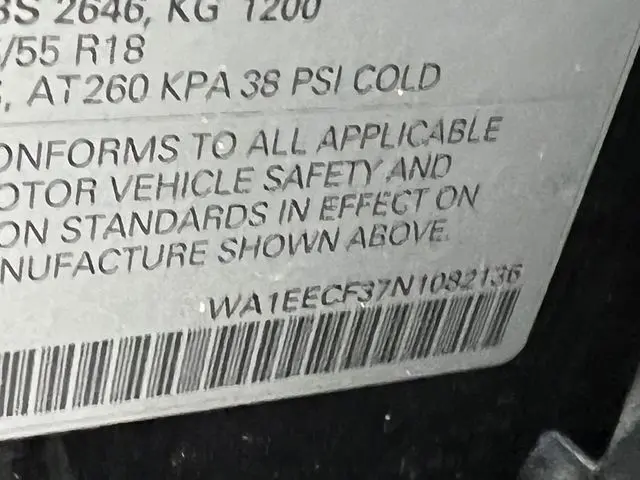 BS 2646, KG 1200
/55 R18
, AT260 KPA 38 PSI COLD
ONFORMS TO ALL APPLICABLE
OTOR VEHICLE SAFETY AND
ON STANDARDS IN EFFECT ON
NUFACTURE SHOWN ABOVE.
WA1EECF37N1082136